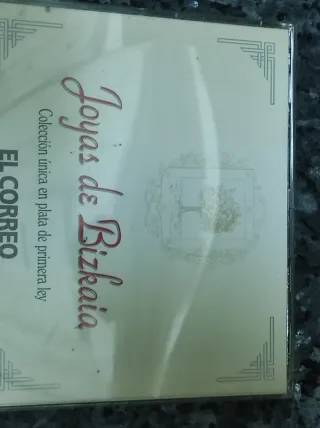 Joyas de Bizkaia
Colección única en plata de primera ley
EL CORREO